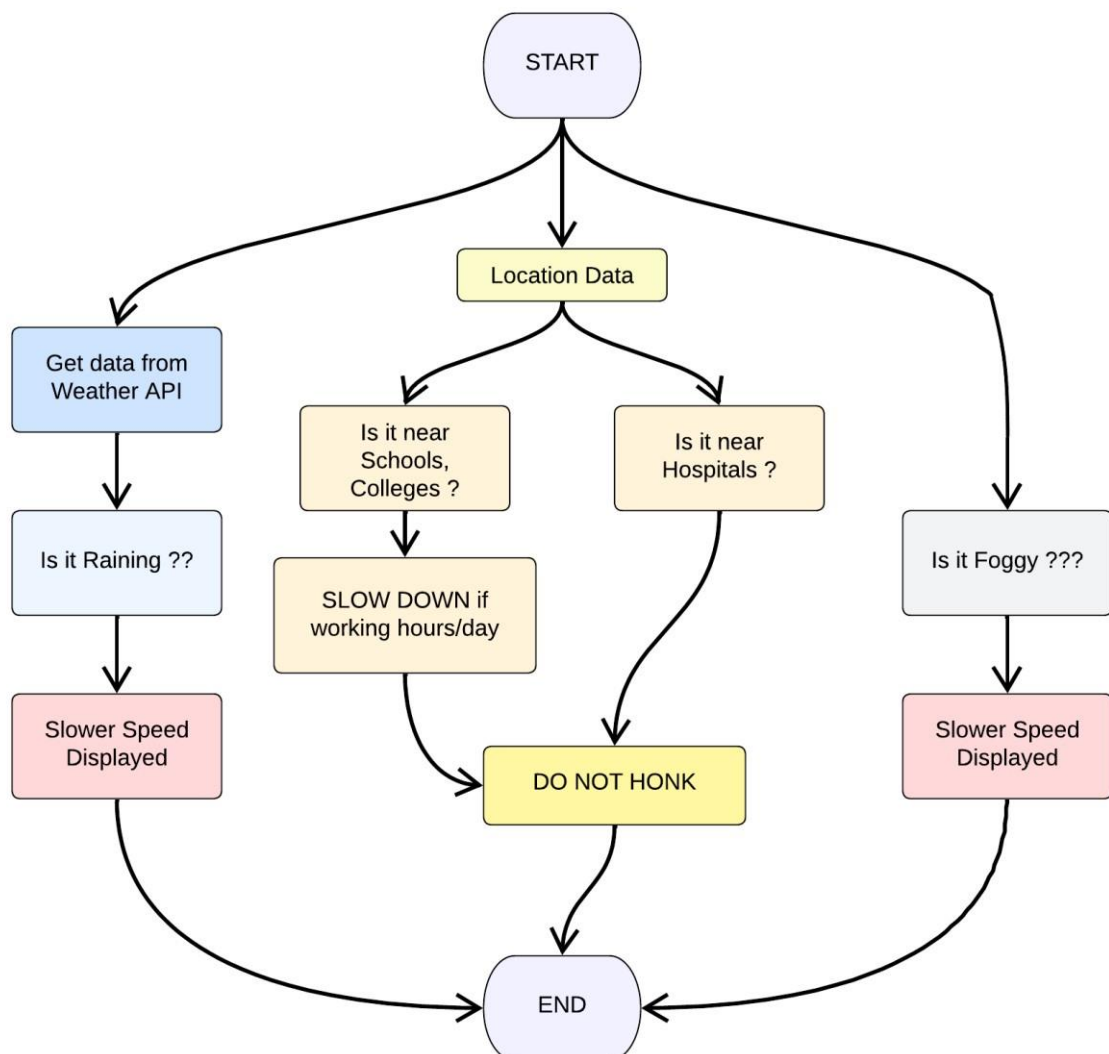 START
Location Data
Get data from
Weather API
Is it near
Schools,
Colleges ?
Is it near
Hospitals ?
Is it Raining ??
SLOW DOWN if
working hours/day
Is it Foggy ???
Slower Speed
Displayed
DO NOT HONK
Slower Speed
Displayed
END